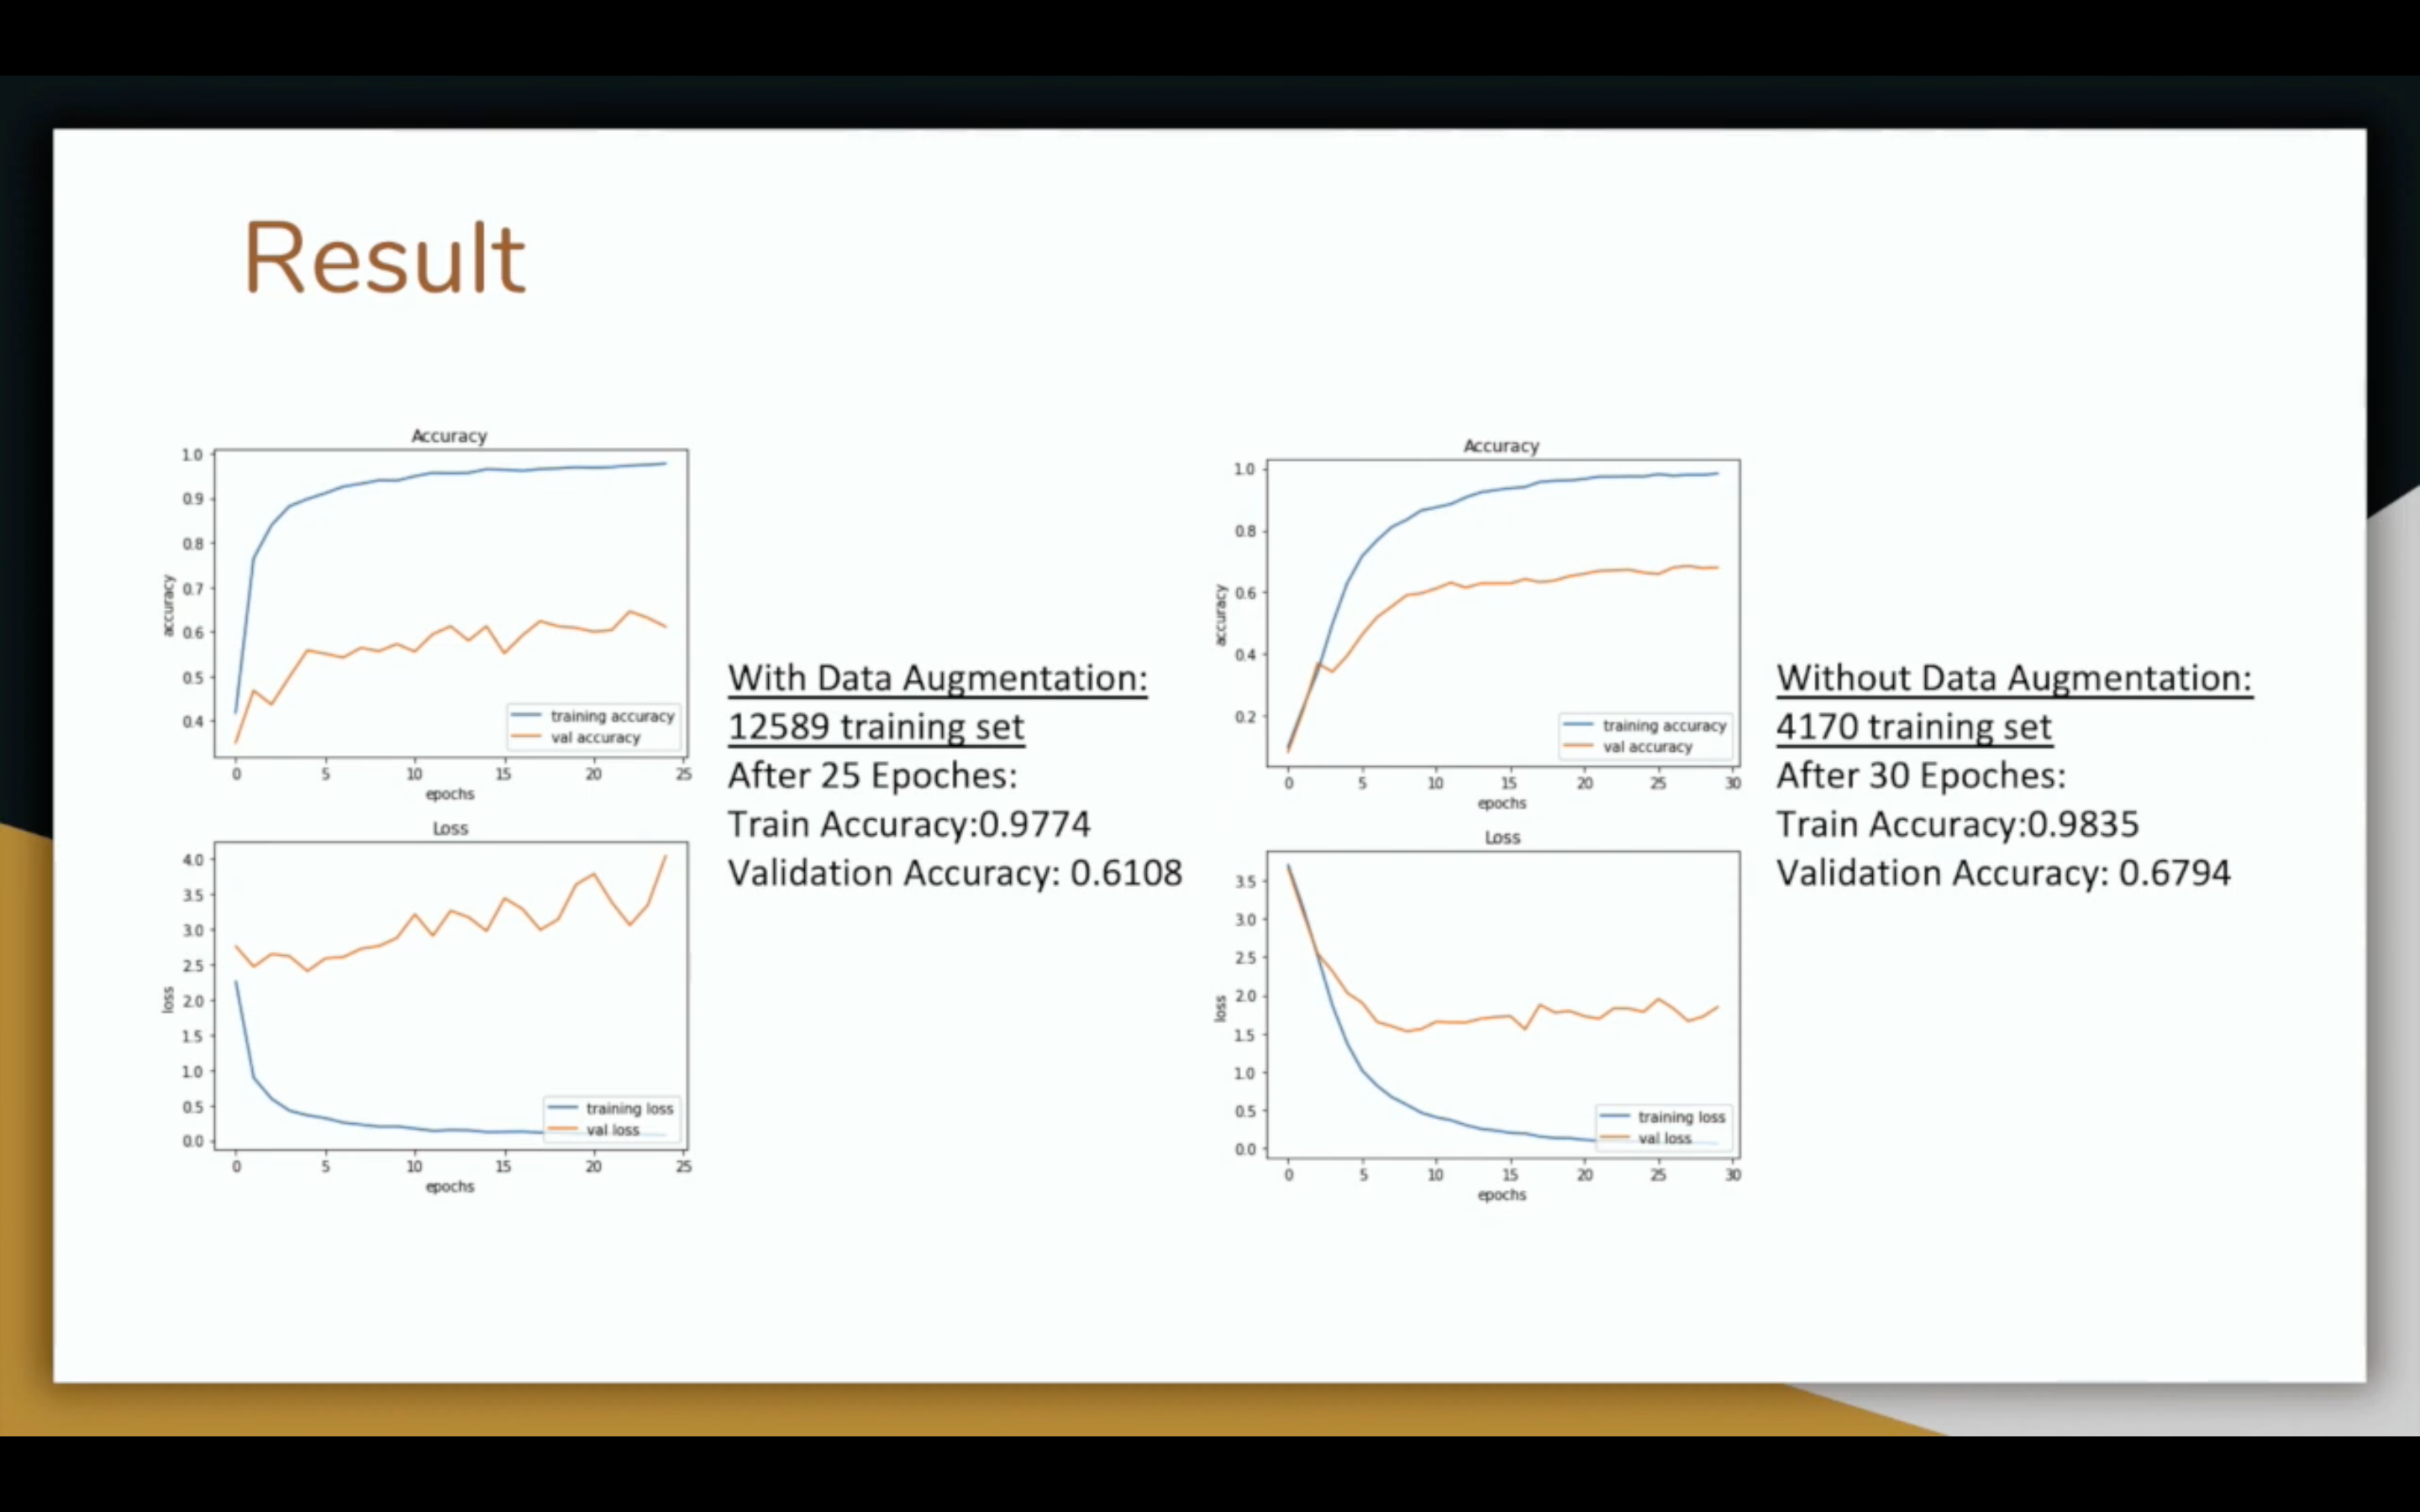 Result
Accuracy
1.0
0.9
0.8
0.7
0.6
0.5
0.4
accuracy
training accuracy
val accuracy
0 5 10 15 20 25
epochs
Loss
4.0
3.5
3.0
2.5
2.0
1.5
1.0
0.5
0.0
loss
training loss
val loss
0 5 10 15 20 25
epochs
With Data Augmentation:
12589 training set
After 25 Epoches:
Train Accuracy:0.9774
Validation Accuracy: 0.6108
Accuracy
1.0
0.8
0.6
0.4
0.2
accuracy
training accuracy
val accuracy
0 5 10 15 20 25 30
epochs
Loss
3.5
3.0
2.5
2.0
1.5
1.0
0.5
0.0
loss
training loss
val loss
0 5 10 15 20 25 30
epochs
Without Data Augmentation:
4170 training set
After 30 Epoches:
Train Accuracy:0.9835
Validation Accuracy: 0.6794